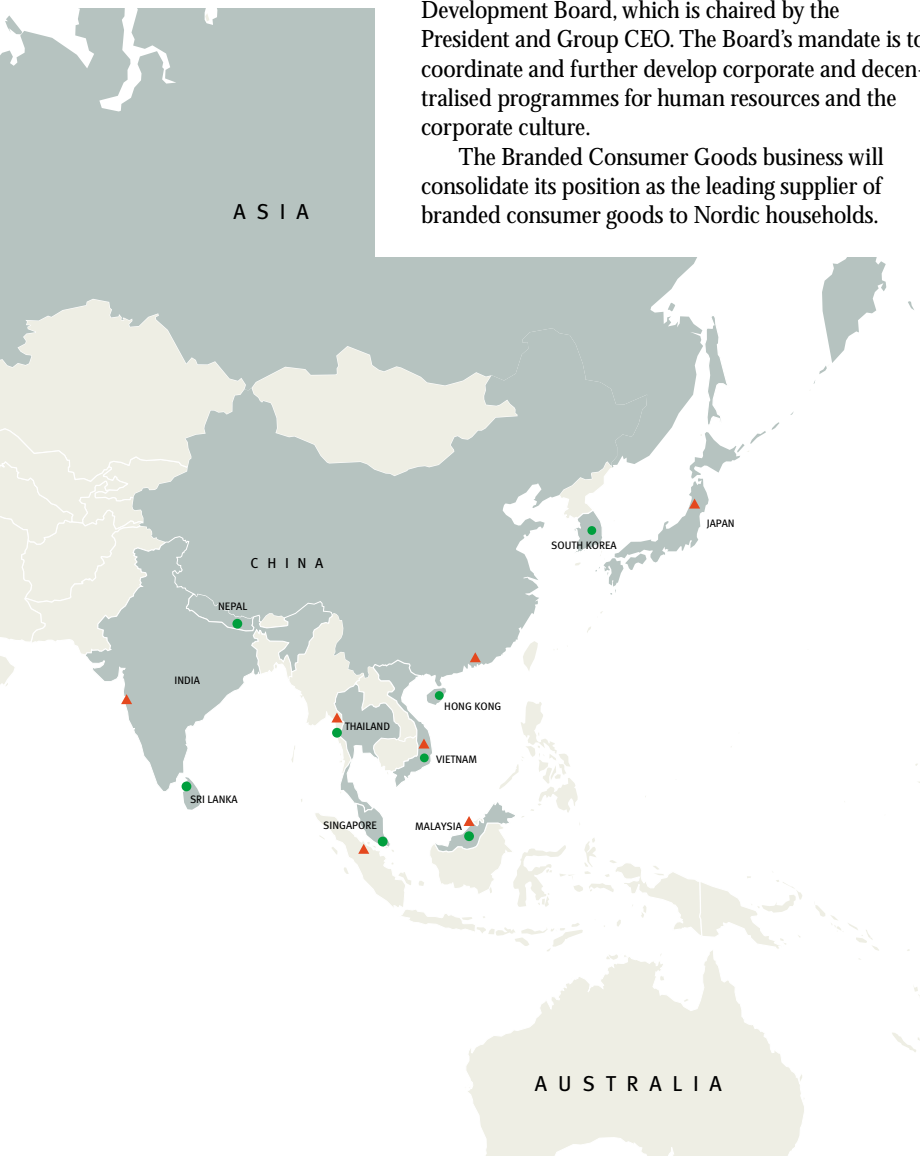 Development Board, which is chaired by the
President and Group CEO. The Board’s mandate is to
coordinate and further develop corporate and decen-
tralised programmes for human resources and the
corporate culture.
The Branded Consumer Goods business will
consolidate its position as the leading supplier of
branded consumer goods to Nordic households.
ASIA
JAPAN
SOUTH KOREA
CHINA
NEPAL
INDIA
HONG KONG
THAILAND
VIETNAM
SRI LANKA
SINGAPORE
MALAYSIA
AUSTRALIA